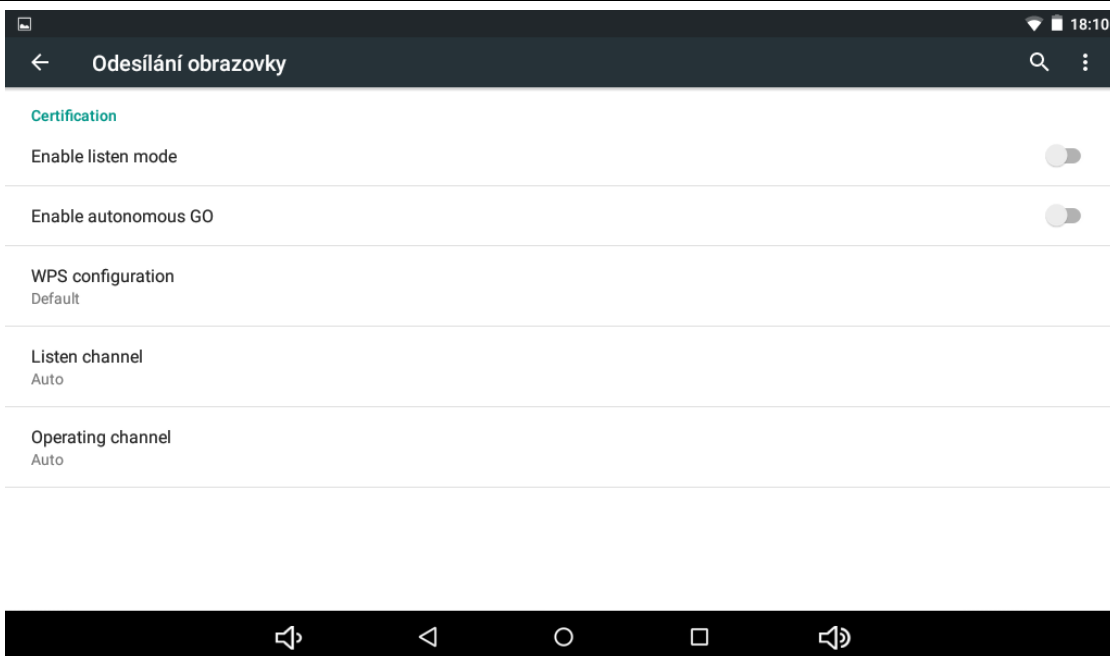 18:10
Odesílání obrazovky
Certification
Enable listen mode
Enable autonomous GO
WPS configuration
Default
Listen channel
Auto
Operating channel
Auto